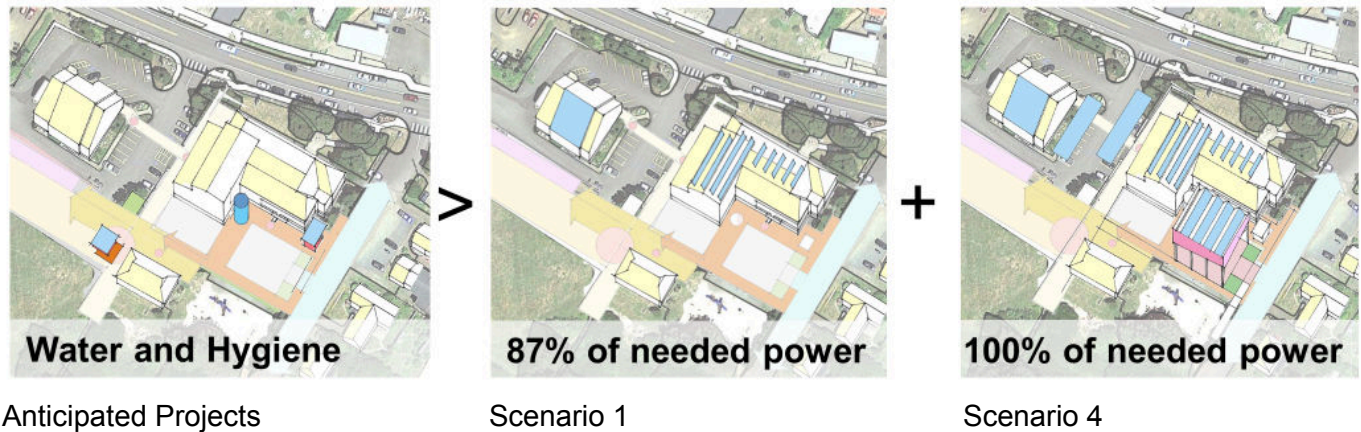 Water and Hygiene
>
87% of needed power
+
100% of needed power
Anticipated Projects
Scenario 1
Scenario 4